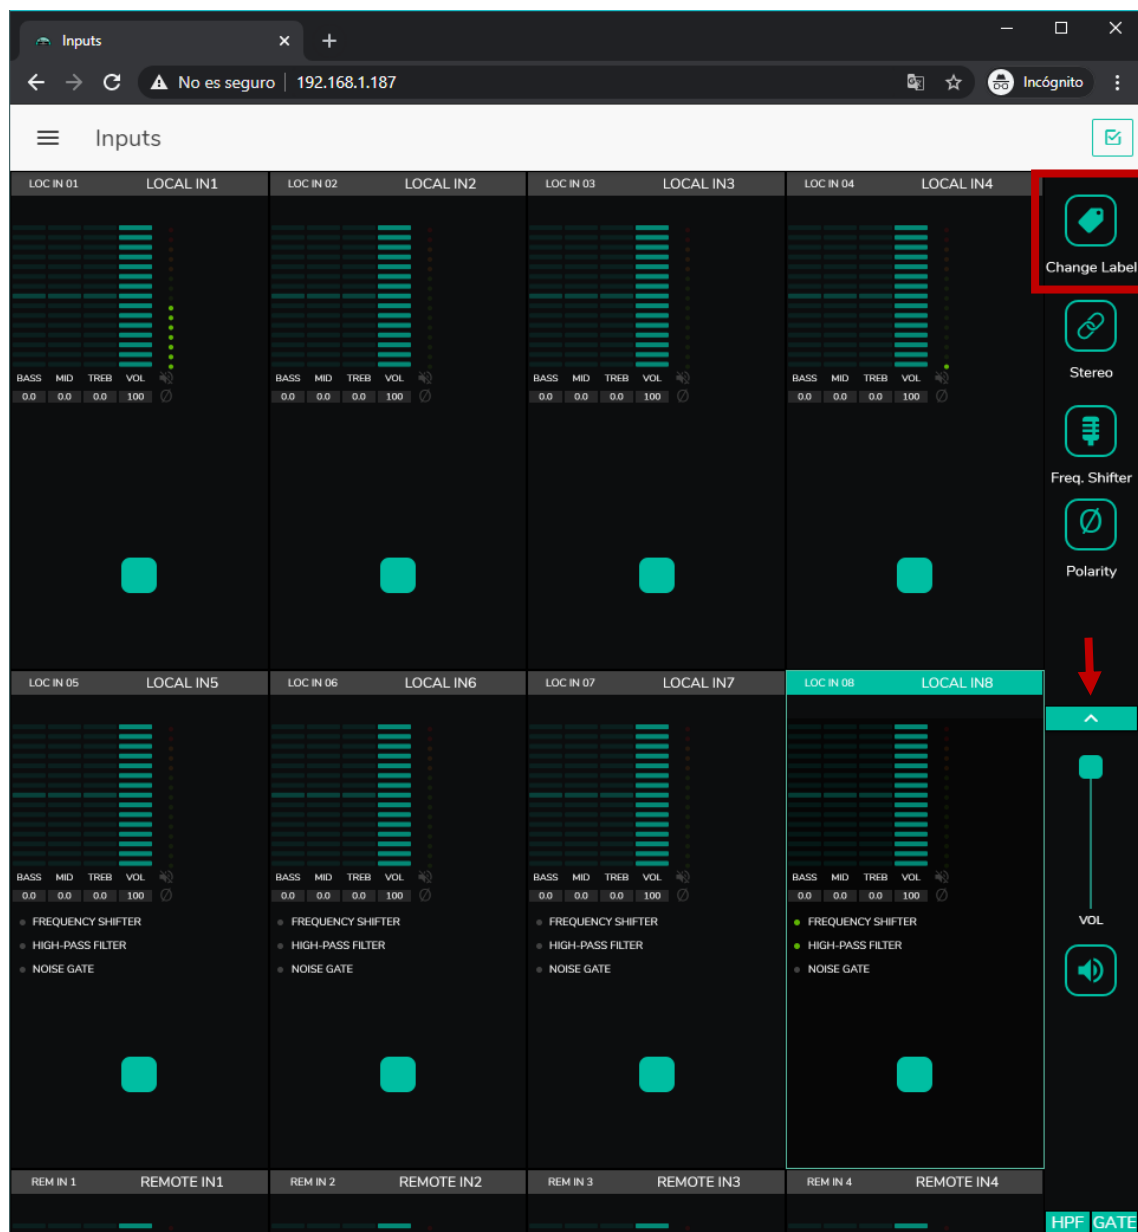 Inputs
No es seguro 192.168.1.187 Incógnito
Inputs
LOC IN 01 LOCAL IN1 LOC IN 02 LOCAL IN2 LOC IN 03 LOCAL IN3 LOC IN 04 LOCAL IN4
Change Label
Stereo
BASS MID TREB VOL BASS MID TREB VOL BASS MID TREB VOL BASS MID TREB VOL
0.0 0.0 0.0 100 0.0 0.0 0.0 100 0.0 0.0 0.0 100 0.0 0.0 0.0 100
Freq. Shifter
Polarity
LOC IN 05 LOCAL IN5 LOC IN 06 LOCAL IN6 LOC IN 07 LOCAL IN7 LOC IN 08 LOCAL IN8
BASS MID TREB VOL BASS MID TREB VOL BASS MID TREB VOL BASS MID TREB VOL
0.0 0.0 0.0 100 0.0 0.0 0.0 100 0.0 0.0 0.0 100 0.0 0.0 0.0 100
FREQUENCY SHIFTER FREQUENCY SHIFTER FREQUENCY SHIFTER FREQUENCY SHIFTER VOL
HIGH-PASS FILTER HIGH-PASS FILTER HIGH-PASS FILTER HIGH-PASS FILTER
NOISE GATE NOISE GATE NOISE GATE NOISE GATE
REM IN 1 REMOTE IN1 REM IN 2 REMOTE IN2 REM IN 3 REMOTE IN3 REM IN 4 REMOTE IN4
HPF GATE